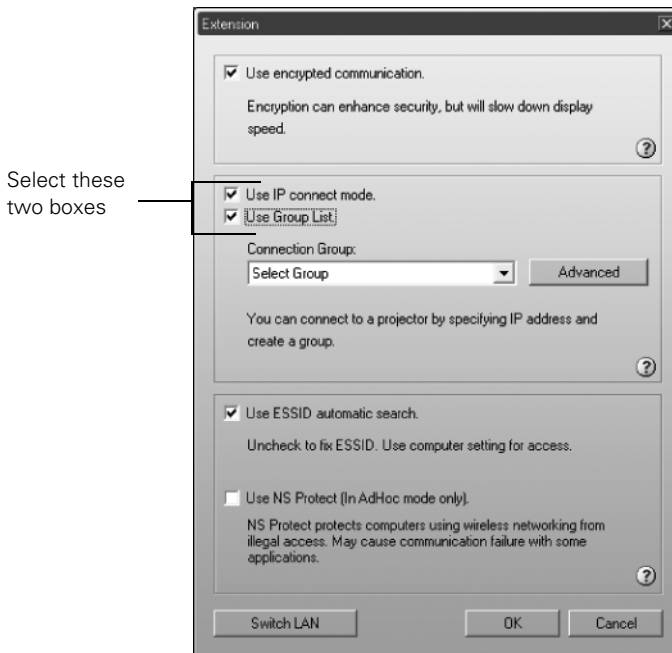 Extension
Use encrypted communication.
Encryption can enhance security, but will slow down display
speed.
?
Select these
two boxes
Use IP connect mode.
Use Group List.
Connection Group:
Select Group
Advanced
You can connect to a projector by specifying IP address and
create a group.
?
Use ESSID automatic search.
Uncheck to fix ESSID. Use computer setting for access.
Use NS Protect (In AdHoc mode only).
NS Protect protects computers using wireless networking from
illegal access. May cause communication failure with some
applications.
?
Switch LAN
OK
Cancel